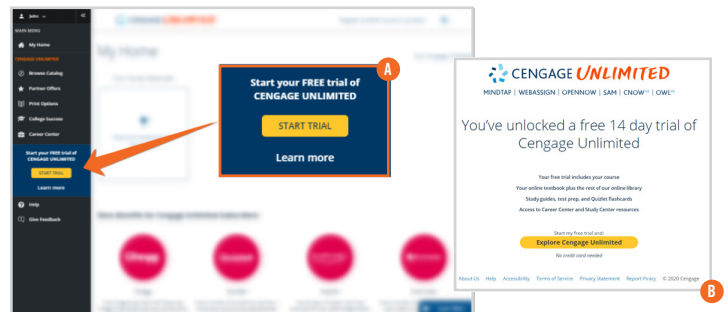 John
MAIN MENU
My Home
CENGAGE UNLIMITED
Browse Catalog
Partner Offers
Print Options
College Success
Career Center
Start your FREE trial of
CENGAGE UNLIMITED
START TRIAL
Learn more
Help
Give Feedback
My Home
A
Start your FREE trial of
CENGAGE UNLIMITED
START TRIAL
Learn more
CENGAGE UNLIMITED
MINDTAP | WEBASSIGN | OPENNOW | SAM | CNOWv2 | OWLv2
You've unlocked a free 14 day trial of
Cengage Unlimited
Your free trial includes your course
Your online textbook plus the rest of our online library
Study guides, test prep, and Quizlet flashcards
Access to Career Center and Study Center resources
Start my free trial and:
Explore Cengage Unlimited
No credit card needed
About Us Help Accessibility Terms of Service Privacy Statement Report Piracy © 2020 Cengage
B